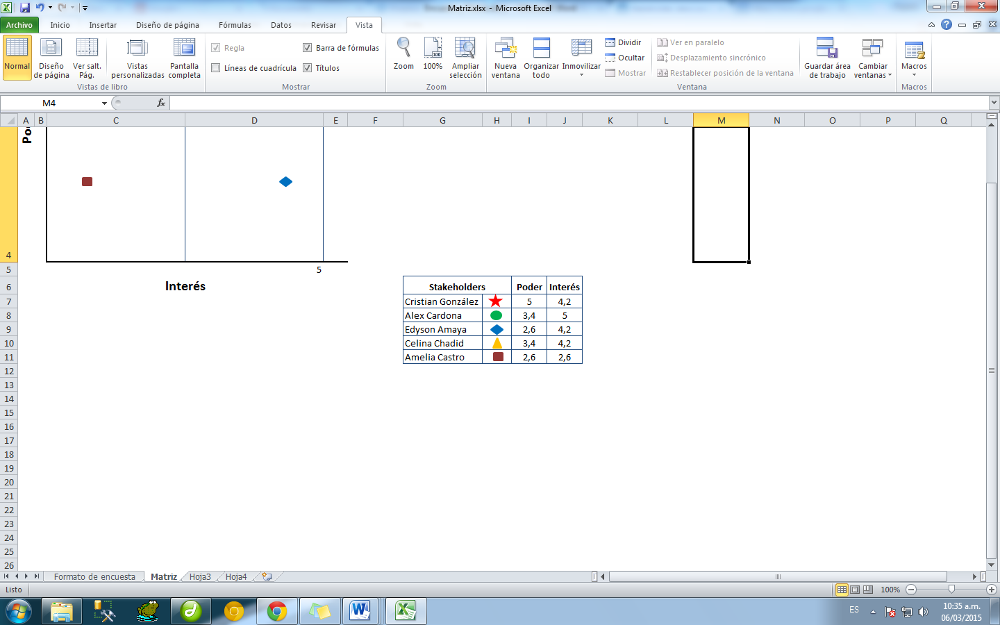 Matriz.xlsx - Microsoft Excel
Archivo Inicio Insertar Diseño de página Fórmulas Datos Revisar Vista
Normal
Diseño de página
Ver salt. Pág.
Vistas personalizadas
Pantalla completa
Vistas de libro
Regla
Barra de fórmulas
Líneas de cuadrícula
Títulos
Mostrar
Zoom
100%
Ampliar selección
Zoom
Nueva ventana
Organizar todo
Inmovilizar
Dividir
Ocultar
Mostrar
Ver en paralelo
Desplazamiento sincrónico
Restablecer posición de la ventana
Ventana
Guardar área de trabajo
Cambiar ventanas
Macros
Macros
M4 fx
A B C D E F G H I J K L M N O P Q
Po
4
5 5
6 Interés Stakeholders Poder Interés
7 Cristian González 5 4,2
8 Alex Cardona 3,4 5
9 Edyson Amaya 2,6 4,2
10 Celina Chadid 3,4 4,2
11 Amelia Castro 2,6 2,6
12
13
14
15
16
17
18
19
20
21
22
23
24
25
26
Formato de encuesta Matriz Hoja3 Hoja4
Listo 100%
ES 10:35 a.m.
06/03/2015